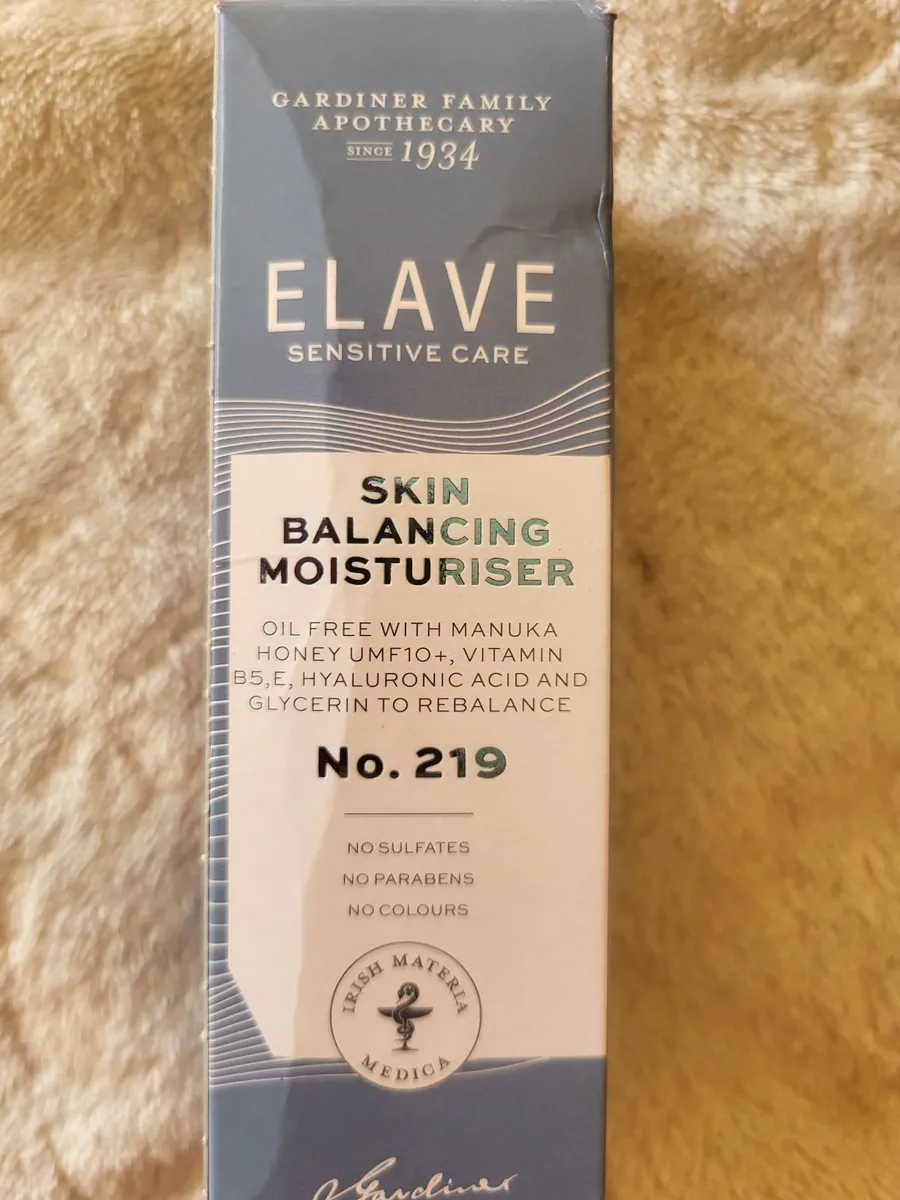 GARDINER FAMILY
APOTHECARY
SINCE 1934
ELAVE
SENSITIVE CARE
SKIN
BALANCING
MOISTURISER
OIL FREE WITH MANUKA
HONEY UMF10+, VITAMIN
B5,E, HYALURONIC ACID AND
GLYCERIN TO REBALANCE
No. 219
NO SULFATES
NO PARABENS
NO COLOURS
IRISH MATERIA
MEDICA
Gardiner